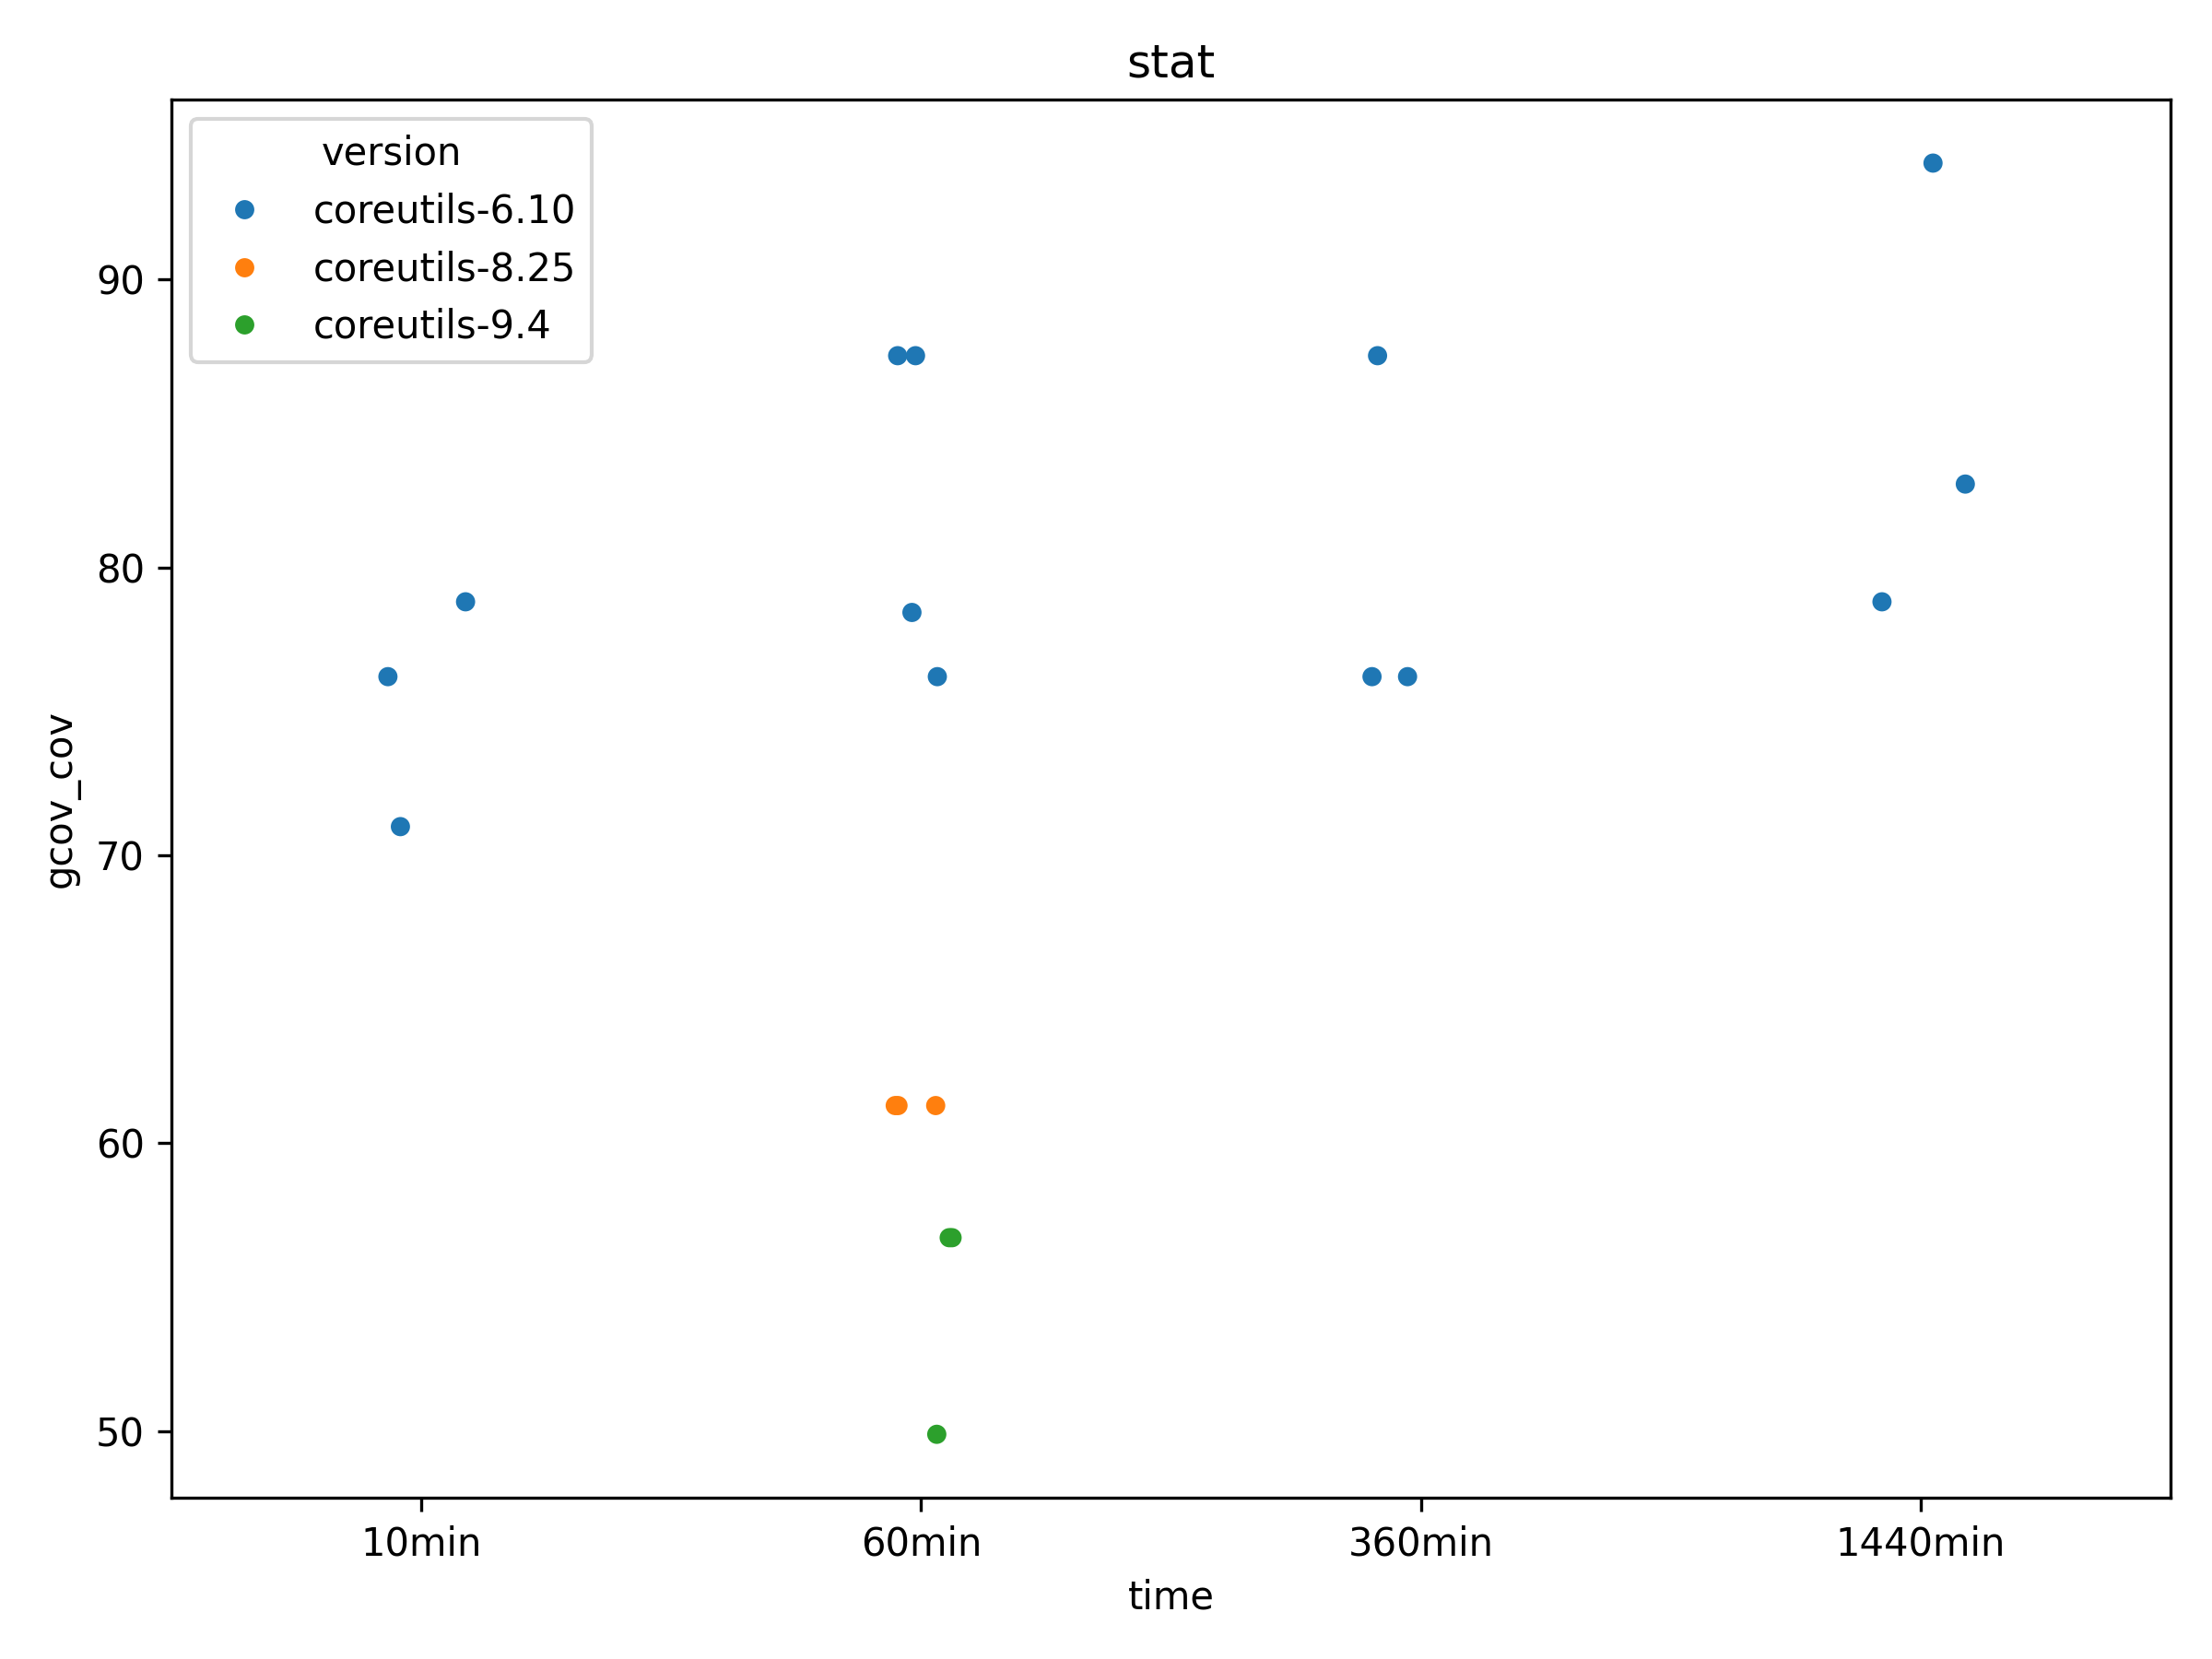 stat
version
coreutils-6.10
coreutils-8.25
coreutils-9.4
gcov_cov
90
80
70
60
50
10min 60min 360min 1440min
time